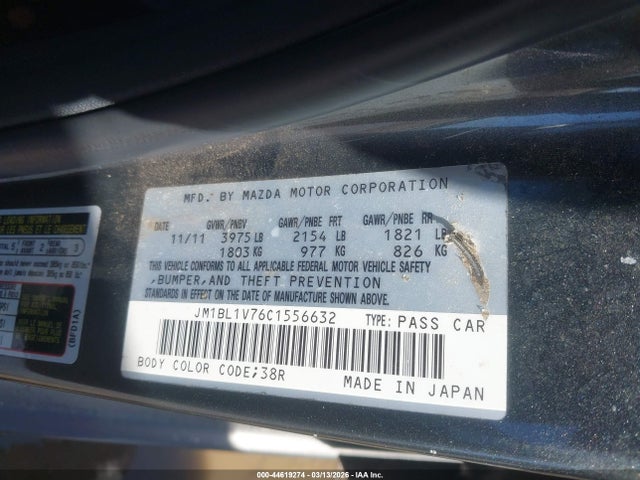 MFD. BY MAZDA MOTOR CORPORATION
DATE GVWR/PNBV GAWR/PNBE FRT GAWR/PNBE RR
11/11 3975 LB 2154 LB 1821 LB
1803 KG 977 KG 826 KG
THIS VEHICLE CONFORMS TO ALL APPLICABLE FEDERAL MOTOR VEHICLE SAFETY
,BUMPER,AND THEFT PREVENTION
STANDARDS IN EFFECT ON THE DATE OF MANUFACTURE SHOWN ABOVE.
JM1BL1V76C1556632 TYPE: PASS CAR
BODY COLOR CODE;38R MADE IN JAPAN
(BFD1A)
000-44619274 | 03/13/2026 | IAA Inc.